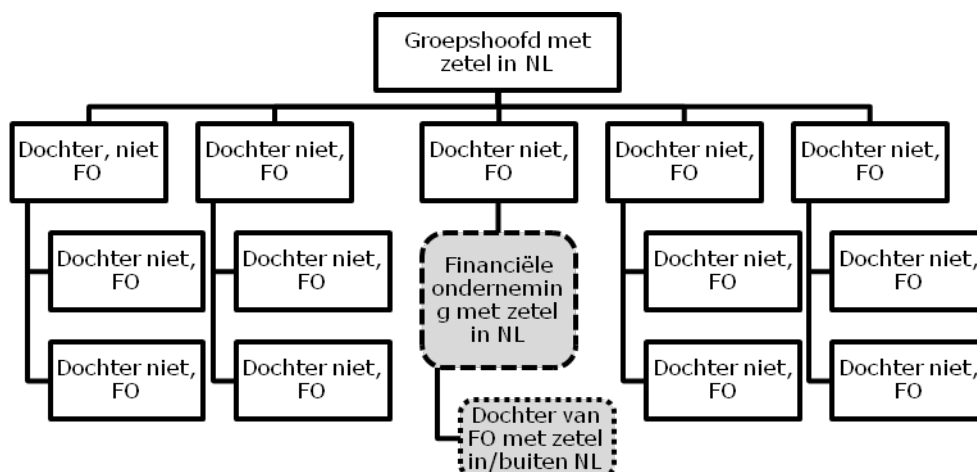 Groepshoofd met
zetel in NL
Dochter, niet
FO
Dochter niet,
FO
Dochter niet,
FO
Dochter niet,
FO
Dochter niet,
FO
Dochter niet,
FO
Dochter niet,
FO
Financiële
ondernemin
g met zetel
in NL
Dochter niet,
FO
Dochter niet,
FO
Dochter niet,
FO
Dochter niet,
FO
Dochter niet,
FO
Dochter niet,
FO
Dochter van
FO met zetel
in/buiten NL